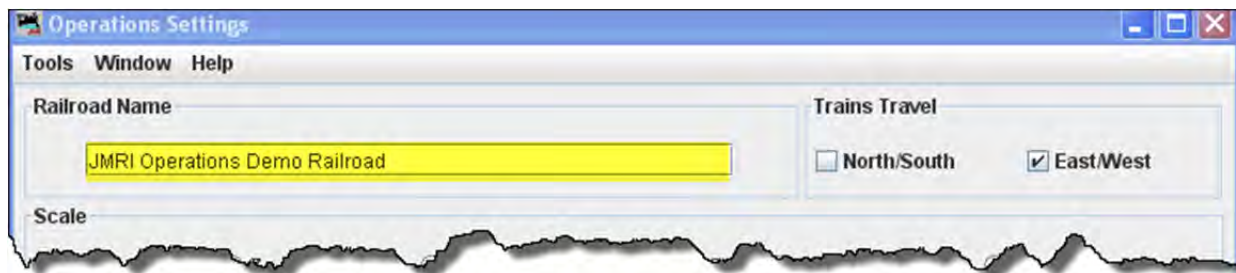 Operations Settings
Tools Window Help
Railroad Name
Trains Travel
JMRI Operations Demo Railroad
North/South
East/West
Scale